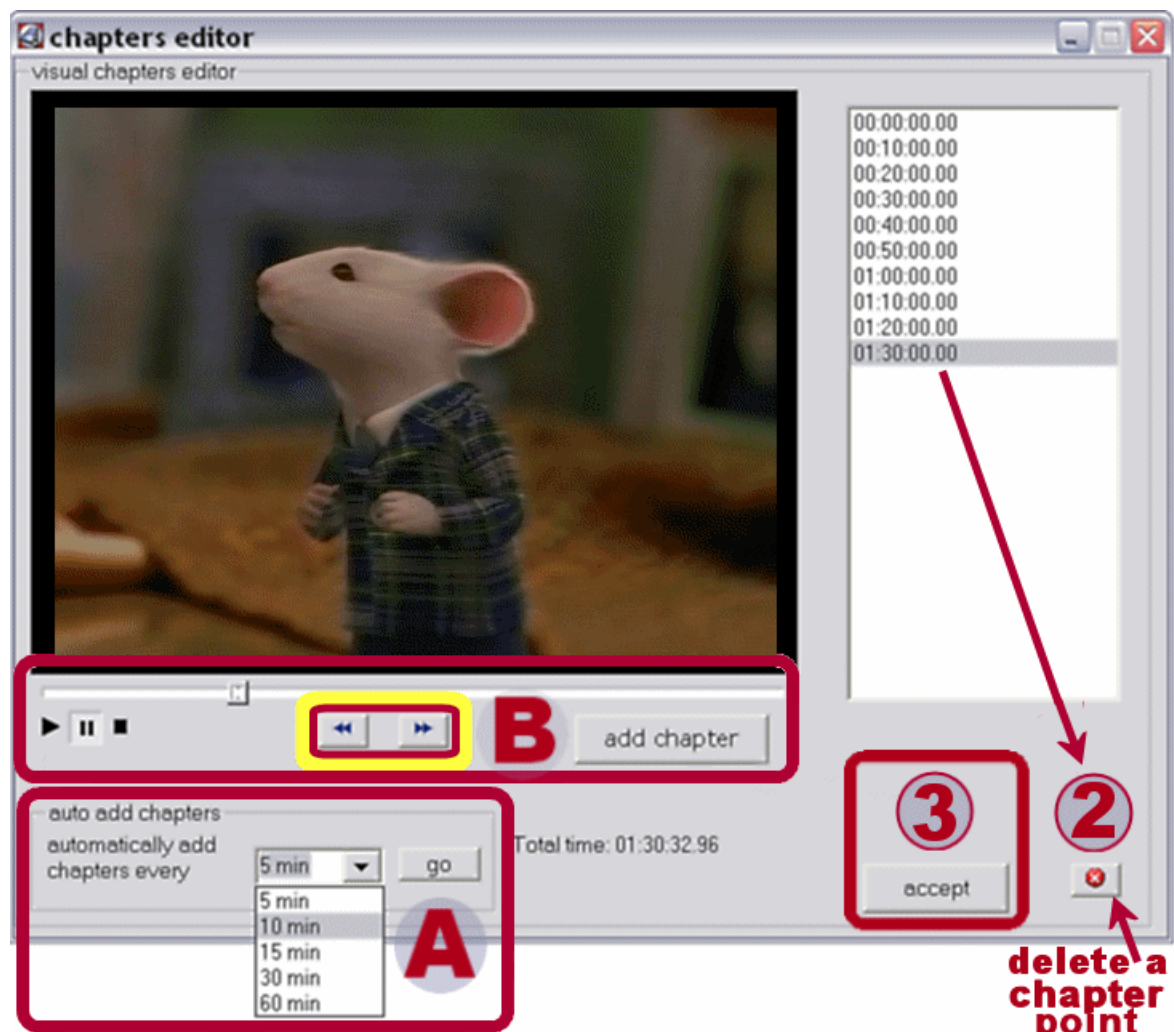 chapters editor
visual chapters editor
00:00:00.00
00:10:00.00
00:20:00.00
00:30:00.00
00:40:00.00
00:50:00.00
01:00:00.00
01:10:00.00
01:20:00.00
01:30:00.00
B
add chapter
auto add chapters
automatically add
chapters every
5 min
go
5 min
10 min
15 min
30 min
60 min
A
Total time: 01:30:32.96
3
accept
2
delete a
chapter
point